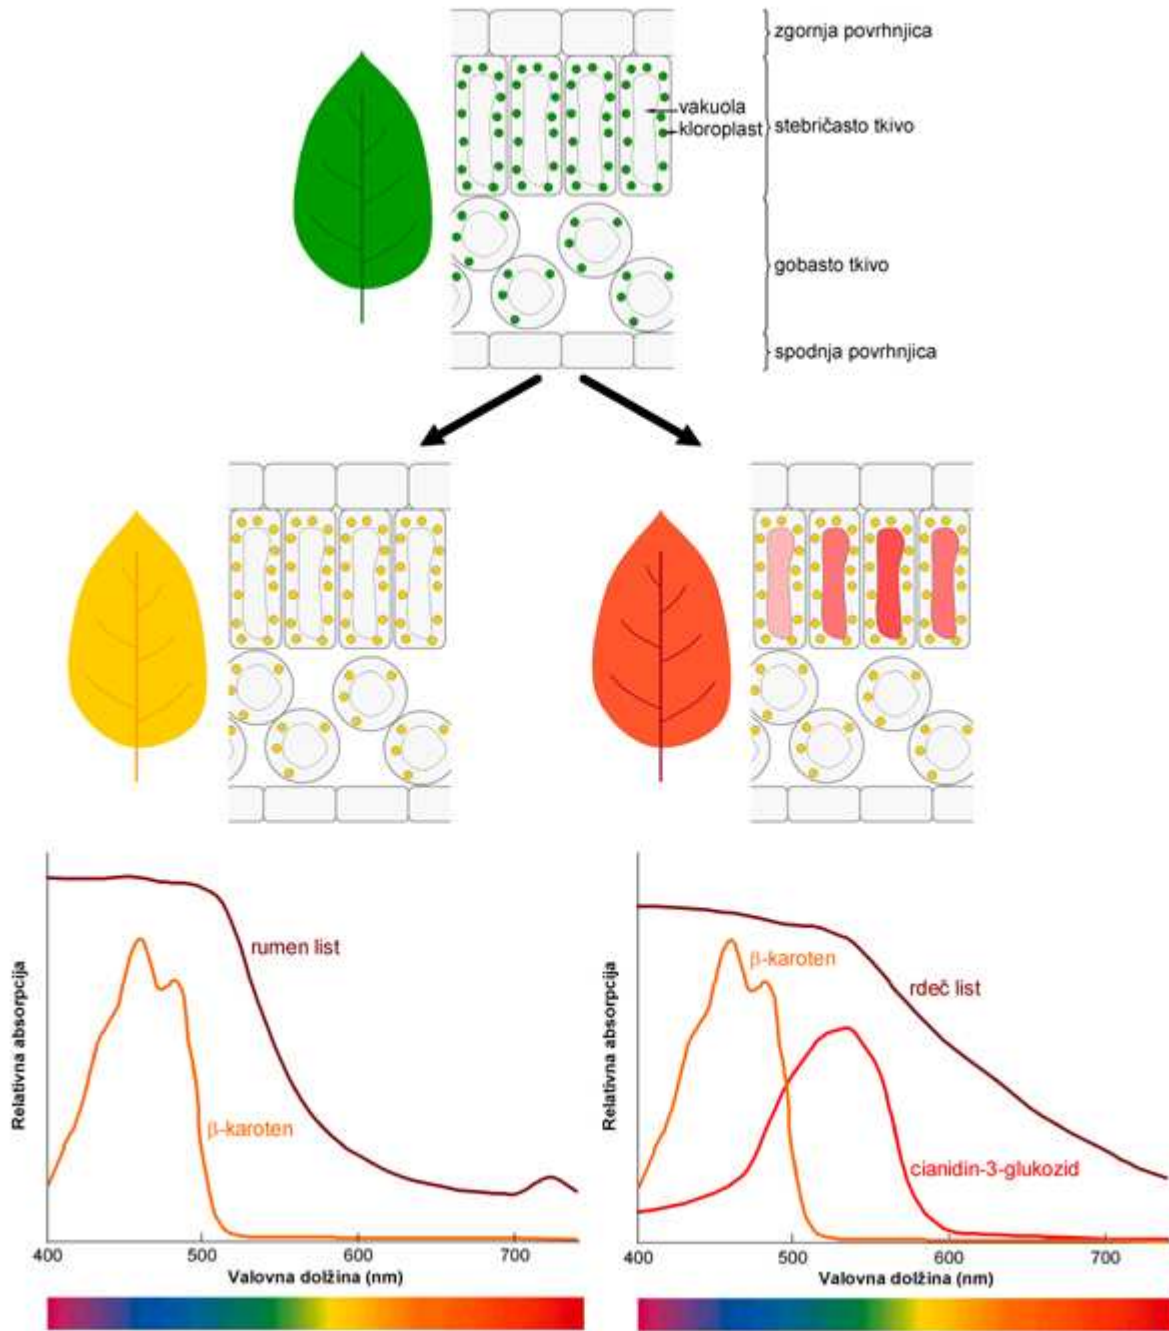 zgornja povrhnjica
vakuola
kloroplast
stebričasto tkivo
gobasto tkivo
spodnja povrhnjica
Relativna absorpcija
rumen list
β-karoten
400
500
600
700
Valovna dolžina (nm)
Relativna absorpcija
β-karoten
rdeč list
cianidin-3-glukozid
400
500
600
700
Valovna dolžina (nm)